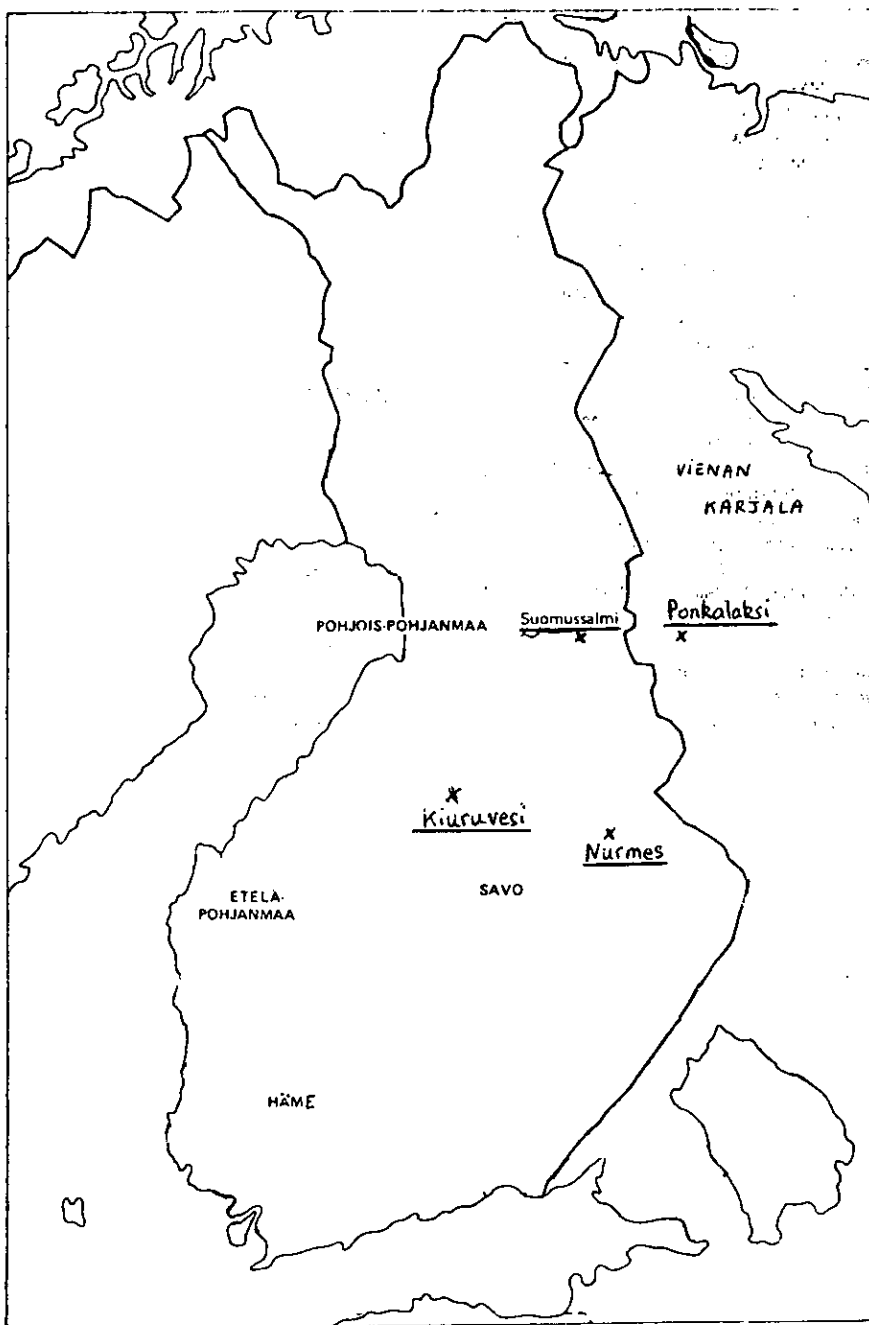 VIENAN
KARJALA
POHJOIS-POHJANMAA
Suomussalmi
Ponkalaksi
Kiuruvesi
Nurmes
ETELÄ-
POHJANMAA
SAVO
HÄME